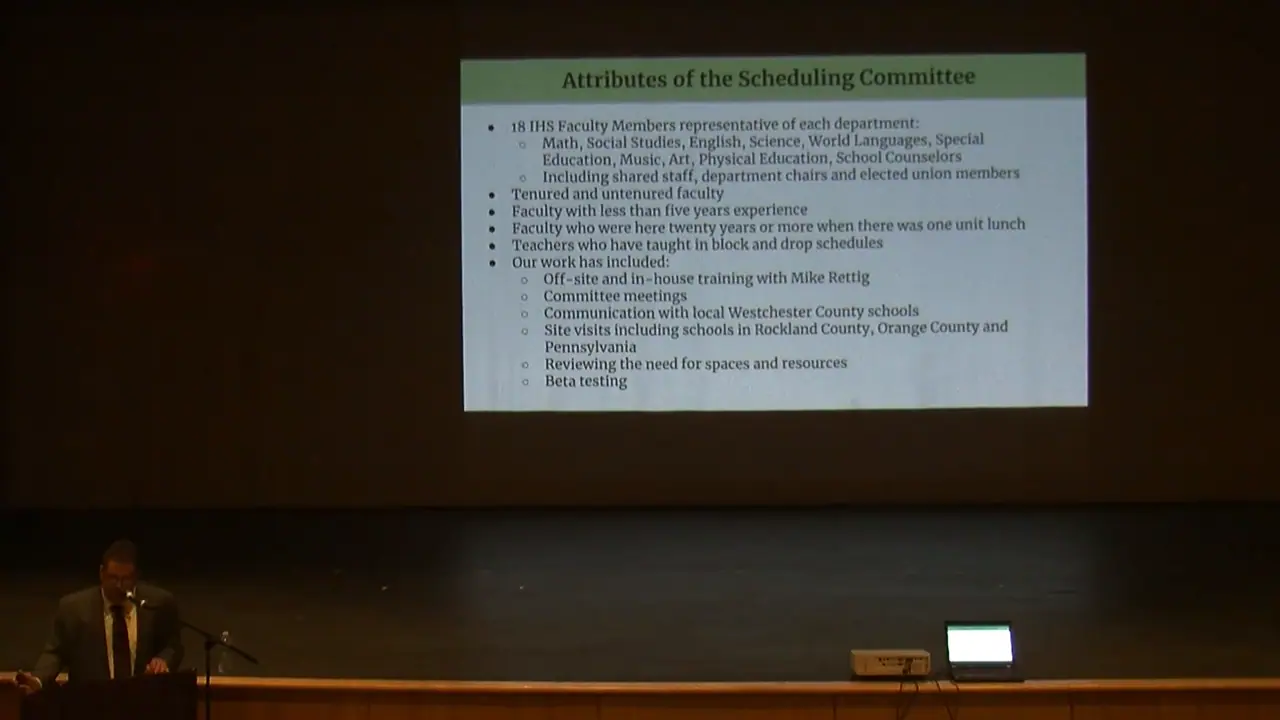 Attributes of the Scheduling Committee
• 18 IHS Faculty Members representative of each department:
○ Math, Social Studies, English, Science, World Languages, Special
Education, Music, Art, Physical Education, School Counselors
○ Including shared staff, department chairs and elected union members
• Tenured and untenured faculty
• Faculty with less than five years experience
• Faculty who were here twenty years or more when there was one unit lunch
• Teachers who have taught in block and drop schedules
• Our work has included:
○ Off-site and in-house training with Mike Rettig
○ Committee meetings
○ Communication with local Westchester County schools
○ Site visits including schools in Rockland County, Orange County and
Pennsylvania
○ Reviewing the need for spaces and resources
○ Beta testing